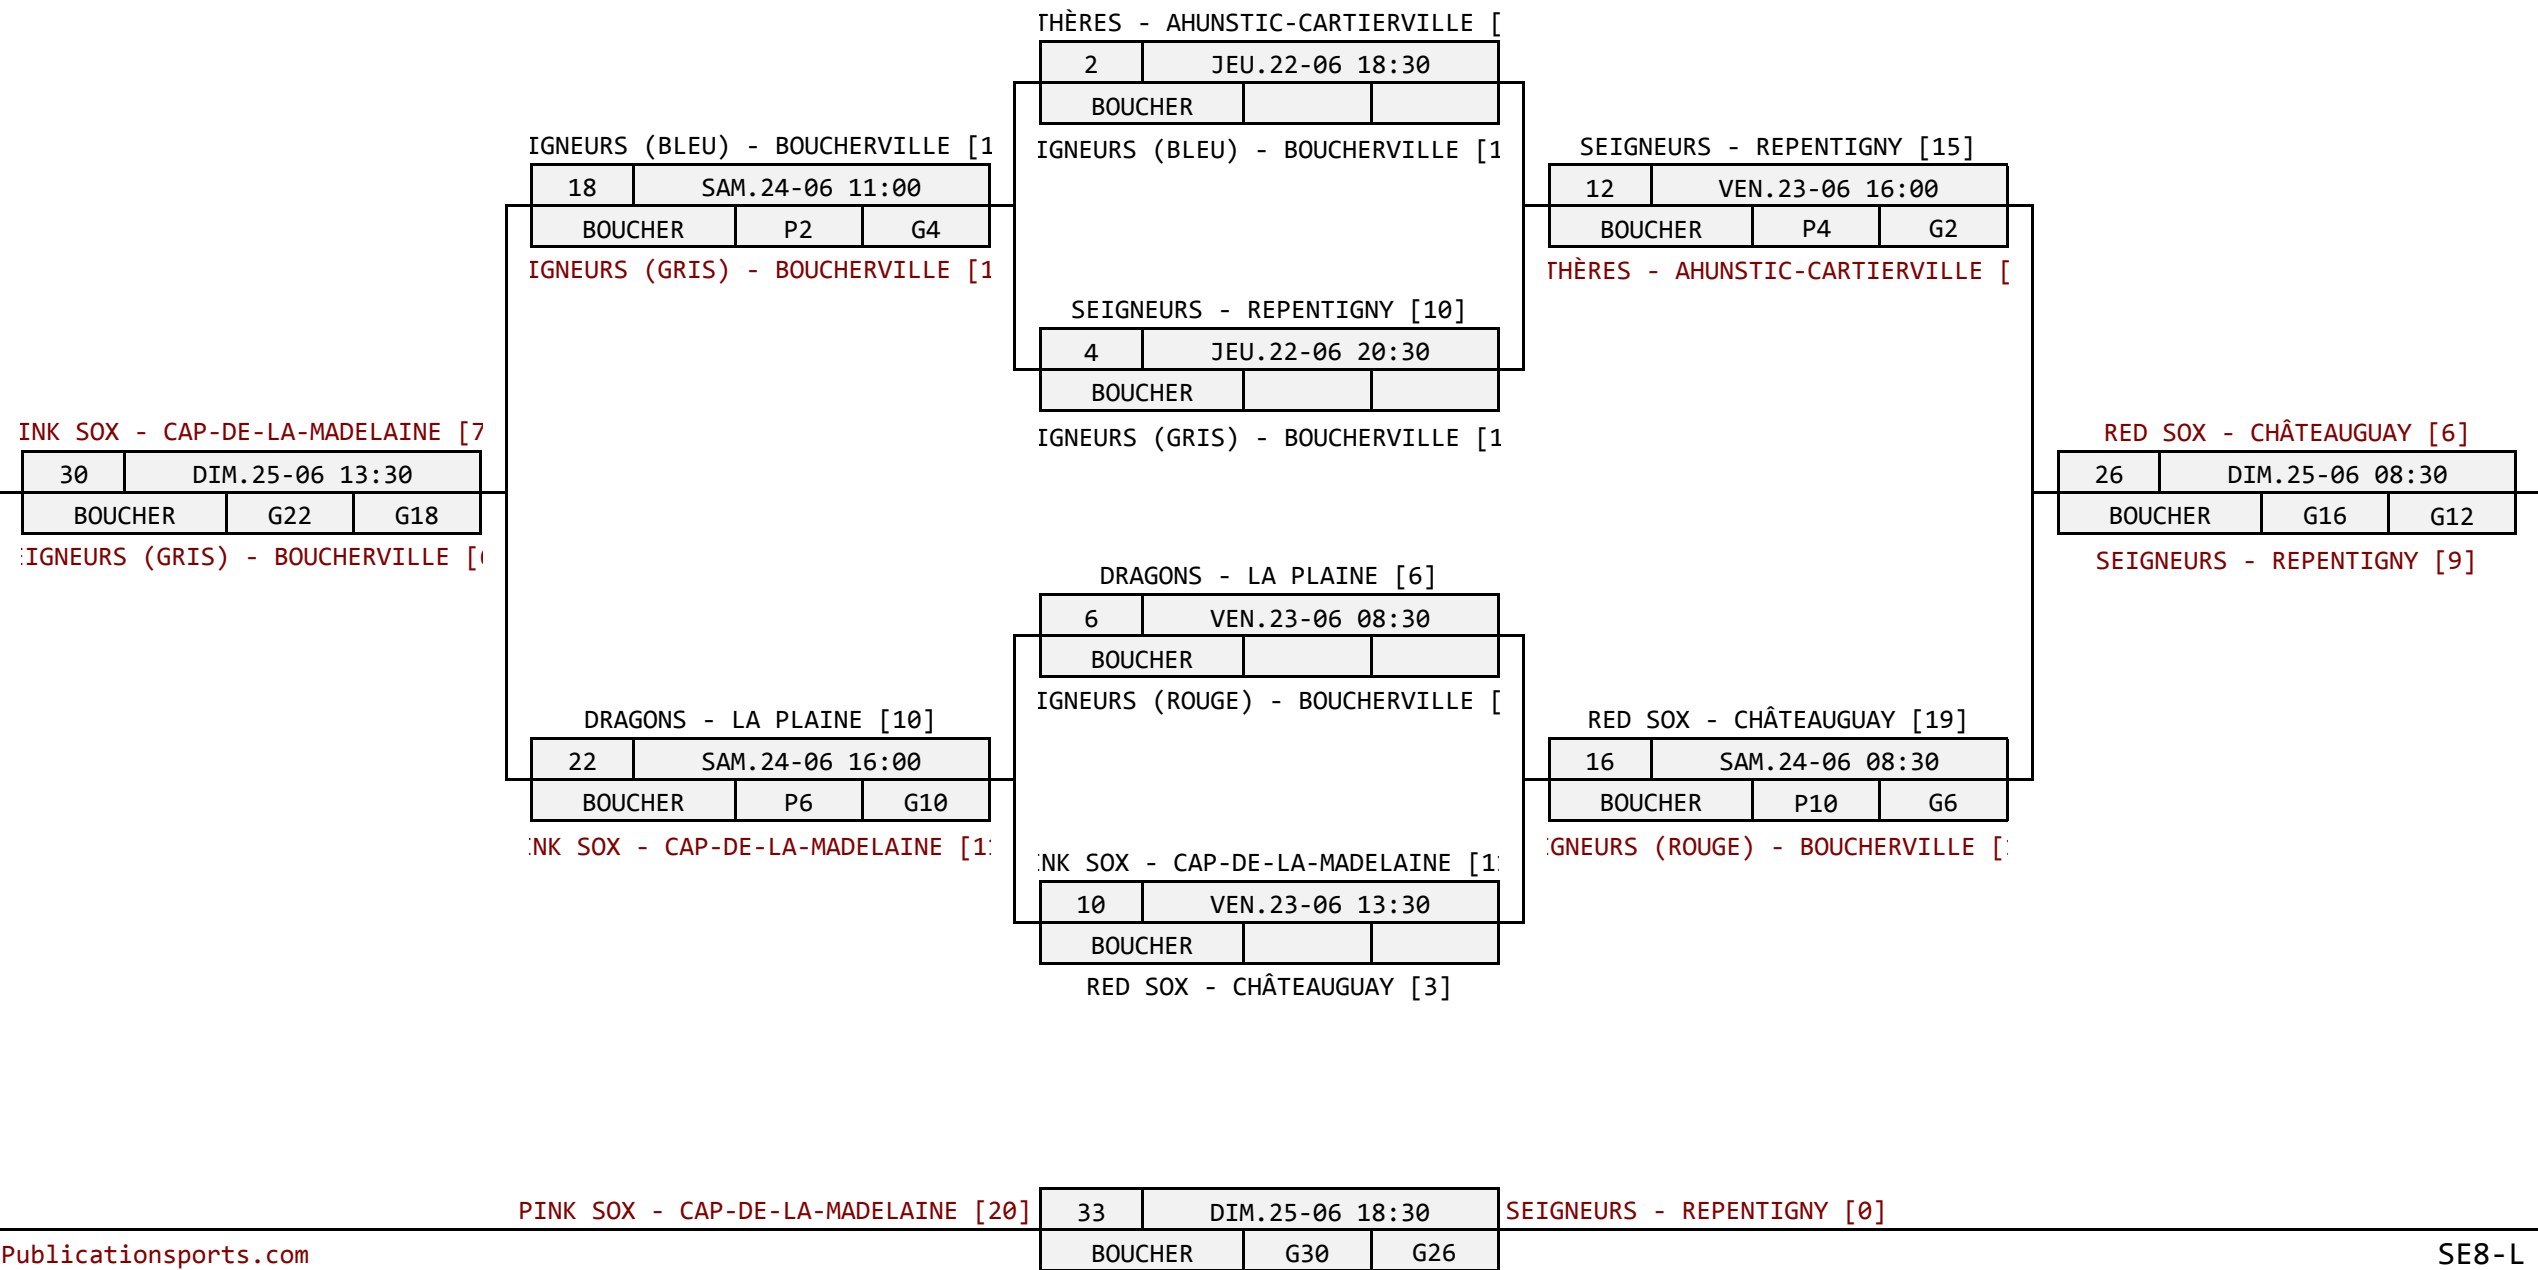 THÈRES - AHUNSTIC-CARTIERVILLE [
2 JEU.22-06 18:30
BOUCHER
IGNEURS (BLEU) - BOUCHERVILLE [1
IGNEURS (BLEU) - BOUCHERVILLE [1
18 SAM.24-06 11:00
BOUCHER P2 G4
IGNEURS (GRIS) - BOUCHERVILLE [1
SEIGNEURS - REPENTIGNY [15]
12 VEN.23-06 16:00
BOUCHER P4 G2
THÈRES - AHUNSTIC-CARTIERVILLE [
SEIGNEURS - REPENTIGNY [10]
4 JEU.22-06 20:30
BOUCHER
IGNEURS (GRIS) - BOUCHERVILLE [1
INK SOX - CAP-DE-LA-MADELAINE [7
30 DIM.25-06 13:30
BOUCHER G22 G18
IGNEURS (GRIS) - BOUCHERVILLE [
RED SOX - CHÂTEAUGUAY [6]
26 DIM.25-06 08:30
BOUCHER G16 G12
SEIGNEURS - REPENTIGNY [9]
DRAGONS - LA PLAINE [6]
6 VEN.23-06 08:30
BOUCHER
IGNEURS (ROUGE) - BOUCHERVILLE [
DRAGONS - LA PLAINE [10]
22 SAM.24-06 16:00
BOUCHER P6 G10
NK SOX - CAP-DE-LA-MADELAINE [1
RED SOX - CHÂTEAUGUAY [19]
16 SAM.24-06 08:30
BOUCHER P10 G6
GNEURS (ROUGE) - BOUCHERVILLE [
NK SOX - CAP-DE-LA-MADELAINE [1
10 VEN.23-06 13:30
BOUCHER
RED SOX - CHÂTEAUGUAY [3]
PINK SOX - CAP-DE-LA-MADELAINE [20] 33 DIM.25-06 18:30 SEIGNEURS - REPENTIGNY [0]
BOUCHER G30 G26
Publicationsports.com SE8-L